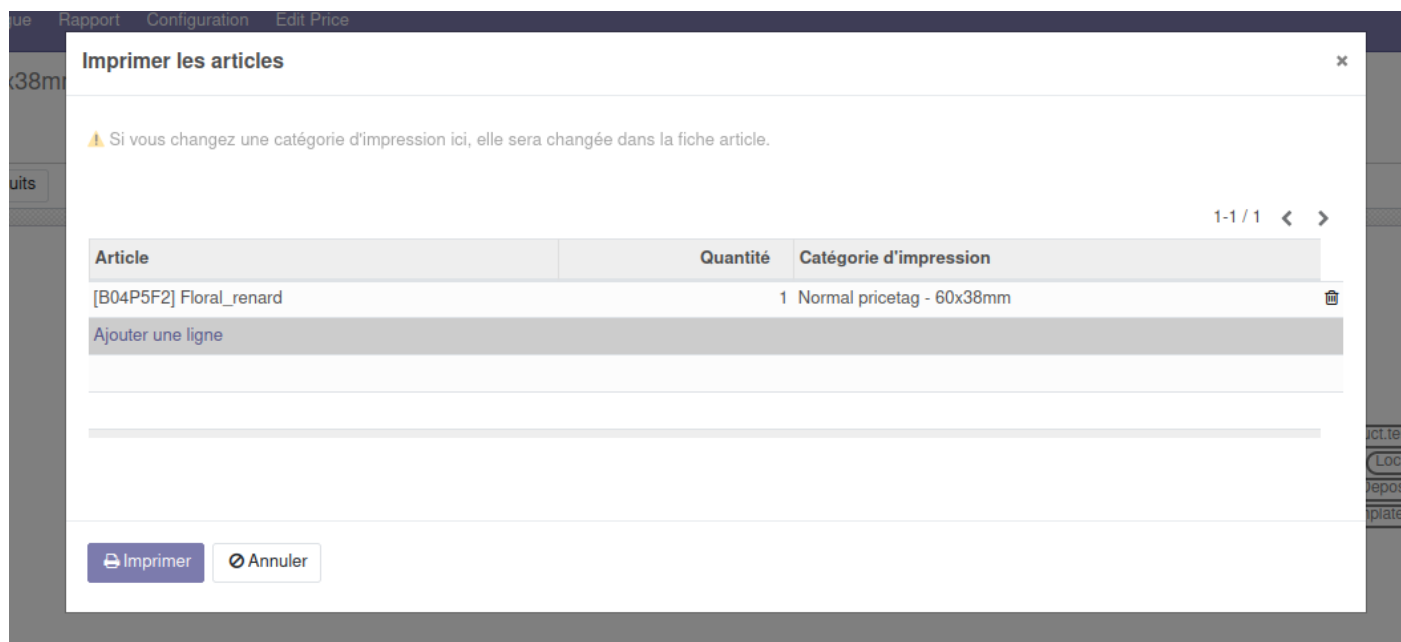 Rapport Configuration Edit Price
Imprimer les articles
Si vous changez une catégorie d'impression ici, elle sera changée dans la fiche article.
1-1 / 1
Article Quantité Catégorie d'impression
[B04P5F2] Floral_renard 1 Normal pricetag - 60x38mm
Ajouter une ligne
Imprimer Annuler